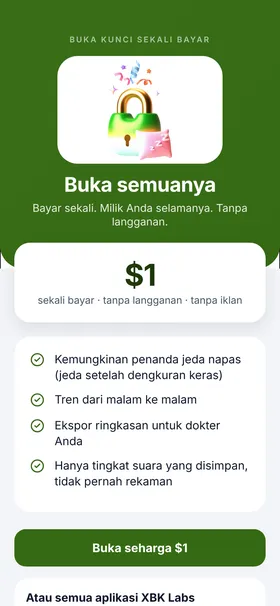 BUKA KUNCI SEKALI BAYAR
zzz
Buka semuanya
Bayar sekali. Milik Anda selamanya. Tanpa
langganan.
$1
sekali bayar · tanpa langganan · tanpa iklan
Kemungkinan penanda jeda napas
(jeda setelah dengkuran keras)
Tren dari malam ke malam
Ekspor ringkasan untuk dokter
Anda
Hanya tingkat suara yang disimpan,
tidak pernah rekaman
Buka seharga $1
Atau semua aplikasi XBK Labs